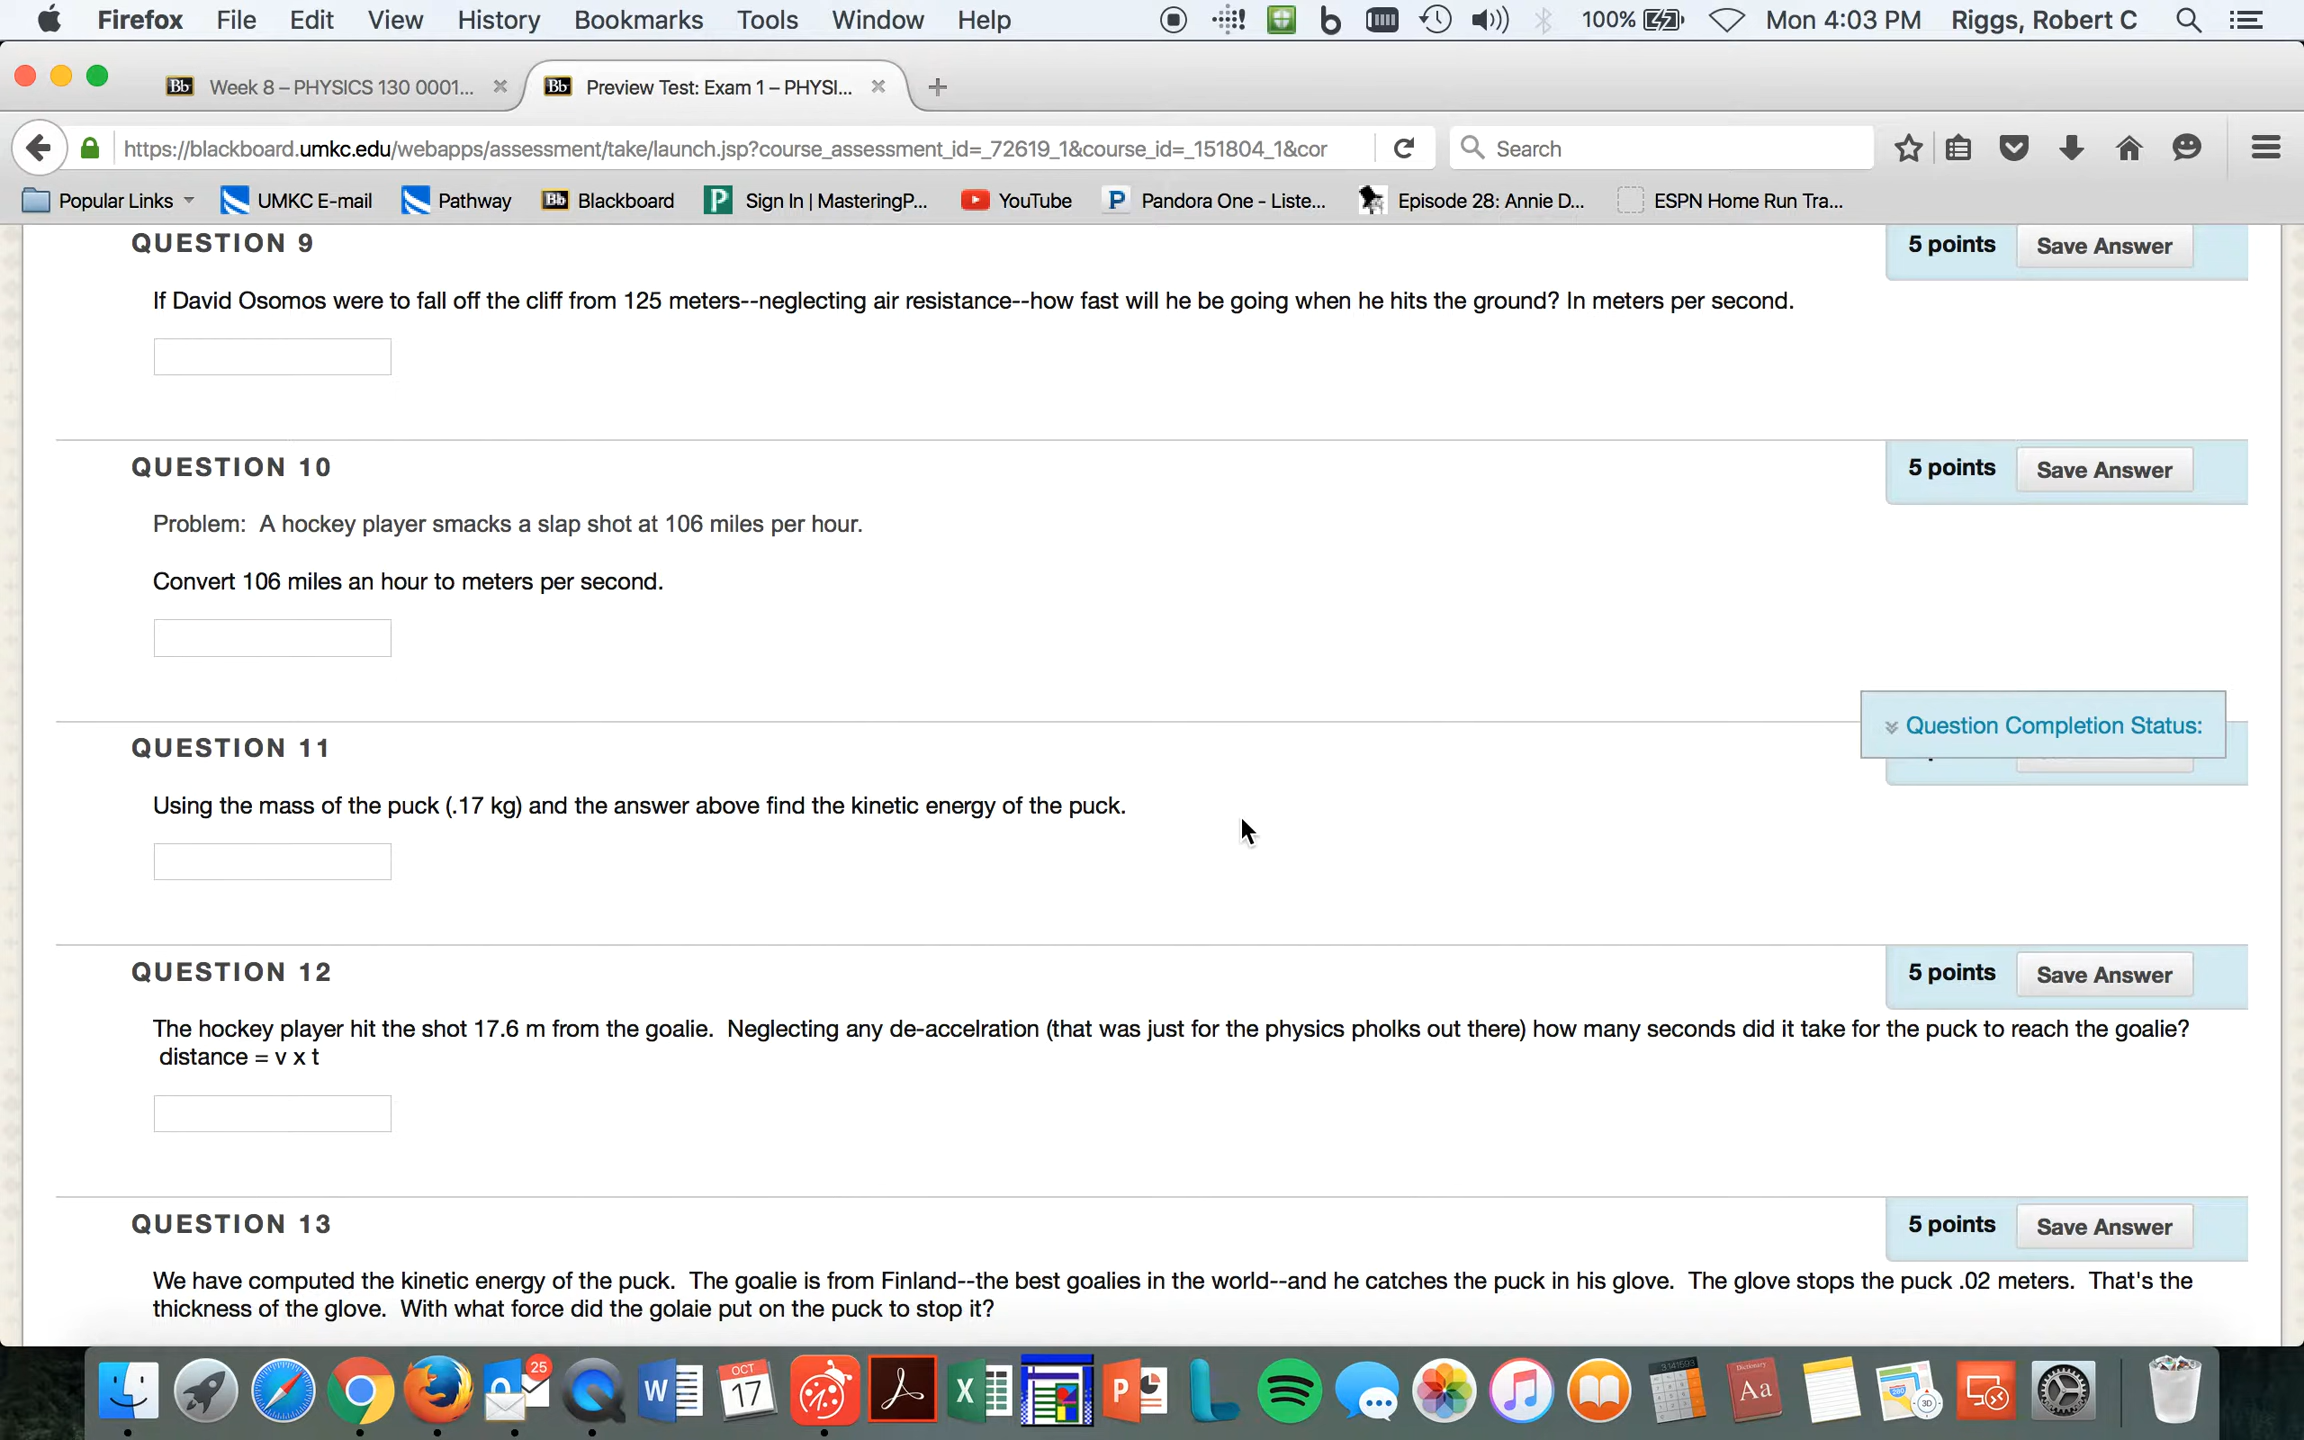 Firefox File Edit View History Bookmarks Tools Window Help 100% Mon 4:03 PM Riggs, Robert C
Bb Week 8 – PHYSICS 130 0001... Bb Preview Test: Exam 1 – PHYSI...
https://blackboard.umkc.edu/webapps/assessment/take/launch.jsp?course_assessment_id=_72619_1&course_id=_151804_1&cor Search
Popular Links UMKC E-mail Pathway Bb Blackboard P Sign In | MasteringP... YouTube P Pandora One - Liste... Episode 28: Annie D... ESPN Home Run Tra...
QUESTION 9 5 points Save Answer
If David Osomos were to fall off the cliff from 125 meters--neglecting air resistance--how fast will he be going when he hits the ground? In meters per second.
QUESTION 10 5 points Save Answer
Problem: A hockey player smacks a slap shot at 106 miles per hour.
Convert 106 miles an hour to meters per second.
Question Completion Status:
QUESTION 11
Using the mass of the puck (.17 kg) and the answer above find the kinetic energy of the puck.
QUESTION 12 5 points Save Answer
The hockey player hit the shot 17.6 m from the goalie. Neglecting any de-accelration (that was just for the physics pholks out there) how many seconds did it take for the puck to reach the goalie?
distance = v x t
QUESTION 13 5 points Save Answer
We have computed the kinetic energy of the puck. The goalie is from Finland--the best goalies in the world--and he catches the puck in his glove. The glove stops the puck .02 meters. That's the
thickness of the glove. With what force did the golaie put on the puck to stop it?
25
OCT
17
W X P L Aa
3D